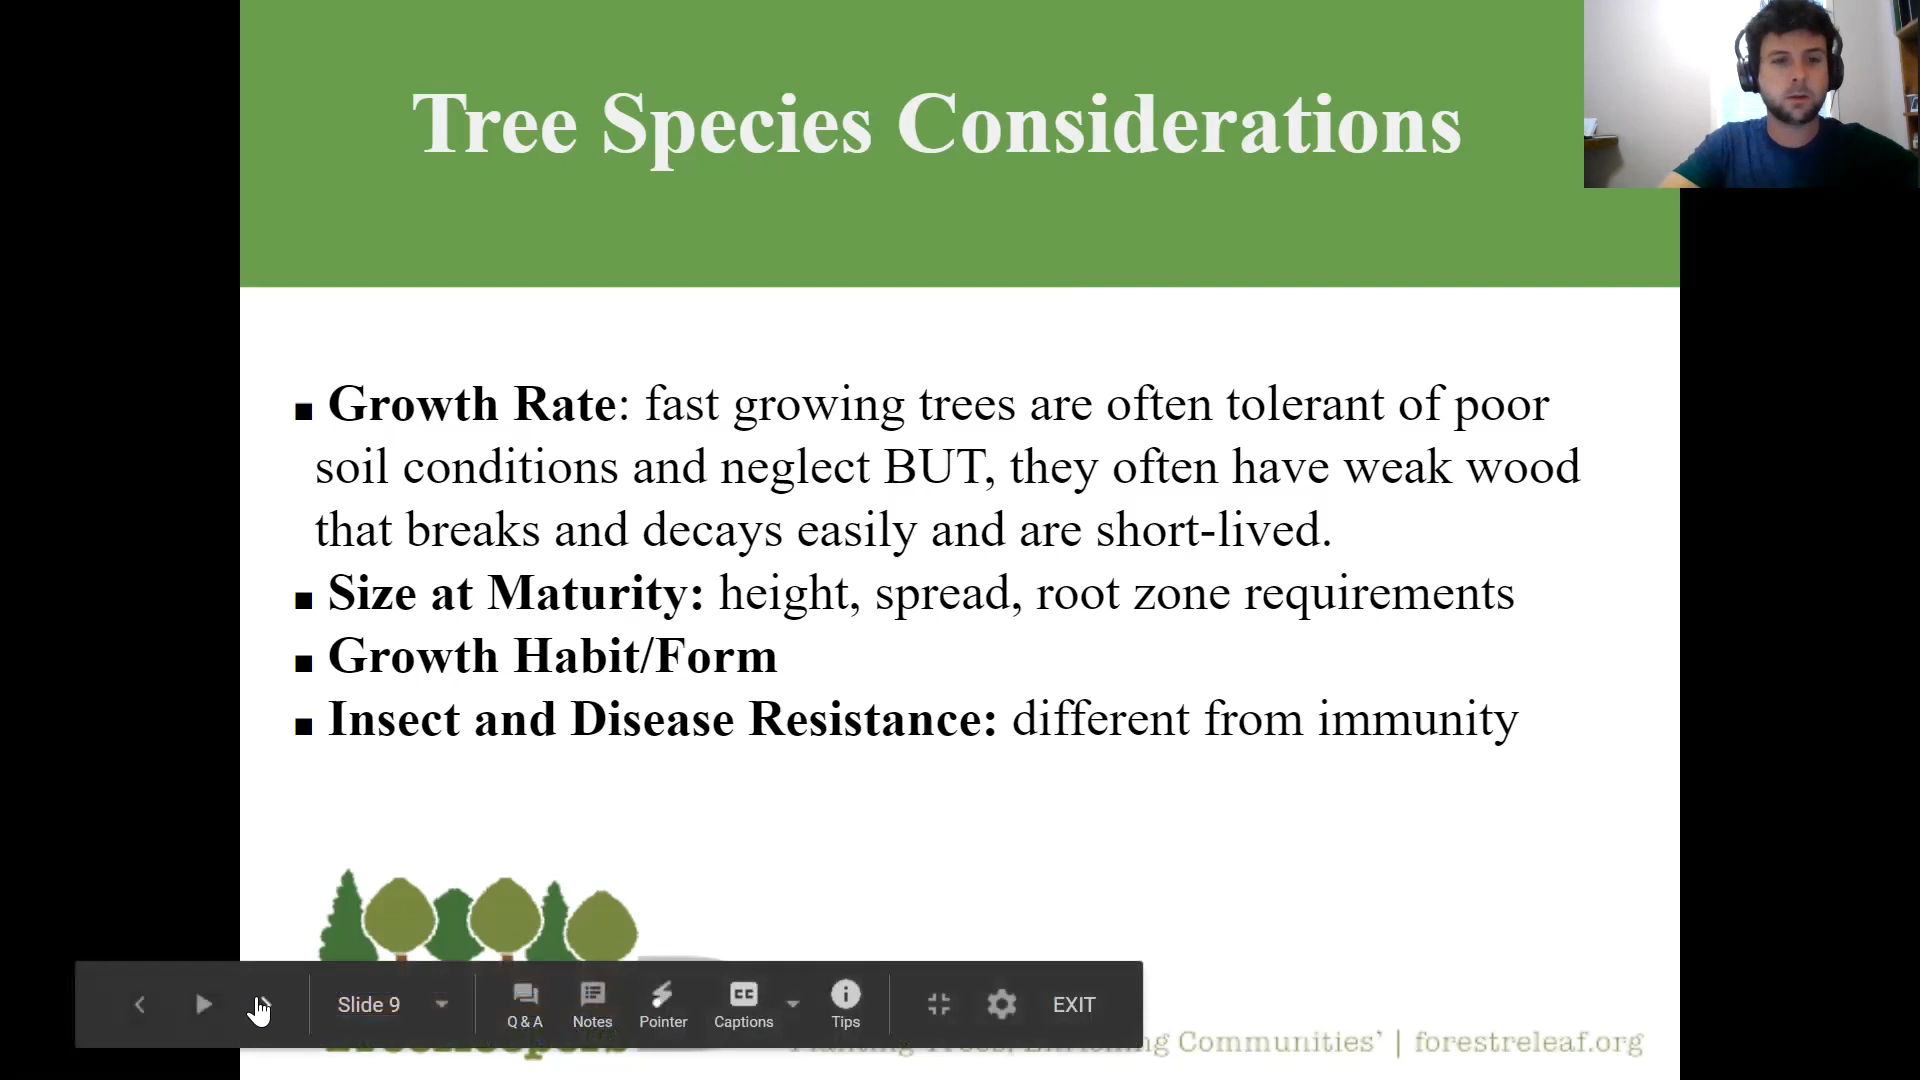 Tree Species Considerations
■ Growth Rate: fast growing trees are often tolerant of poor
soil conditions and neglect BUT, they often have weak wood
that breaks and decays easily and are short-lived.
■ Size at Maturity: height, spread, root zone requirements
■ Growth Habit/Form
■ Insect and Disease Resistance: different from immunity
Slide 9
Q & A
Notes
Pointer
CC
Captions
Tips
EXIT
Communities’ | forestreleaf.org